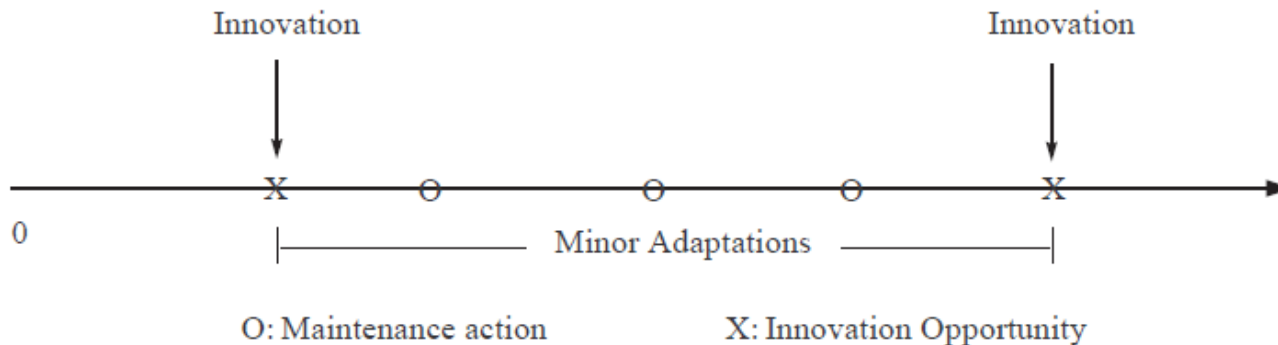 Innovation Innovation
X O O O X
0
Minor Adaptations
O: Maintenance action X: Innovation Opportunity